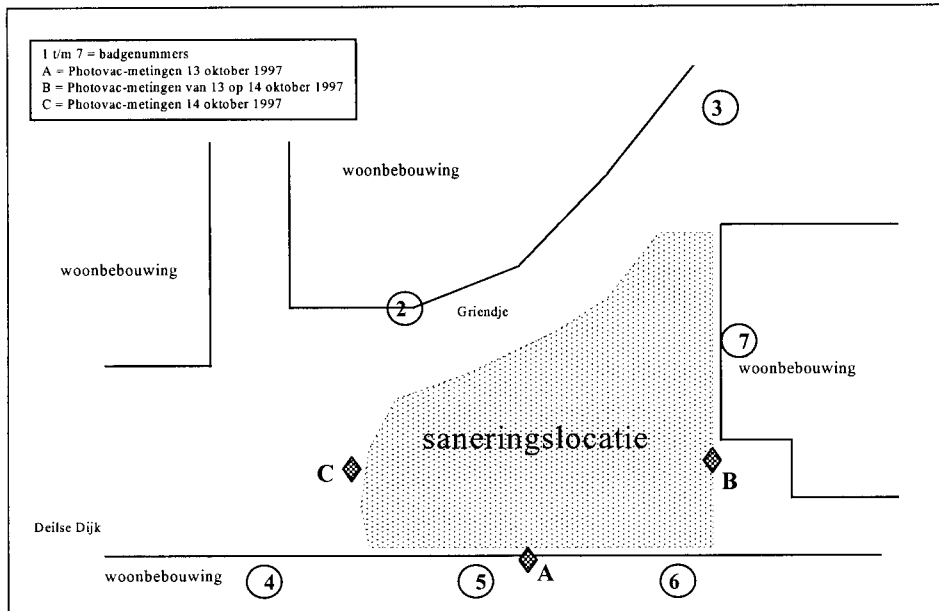 1 t/m 7 = badgenummers
A = Photovac-metingen 13 oktober 1997
B = Photovac-metingen van 13 op 14 oktober 1997
C = Photovac-metingen 14 oktober 1997
3
woonbebouwing
woonbebouwing
2
Griendje
7
woonbebouwing
saneringslocatie
C
B
Deilse Dijk
woonbebouwing
4
5
A
6